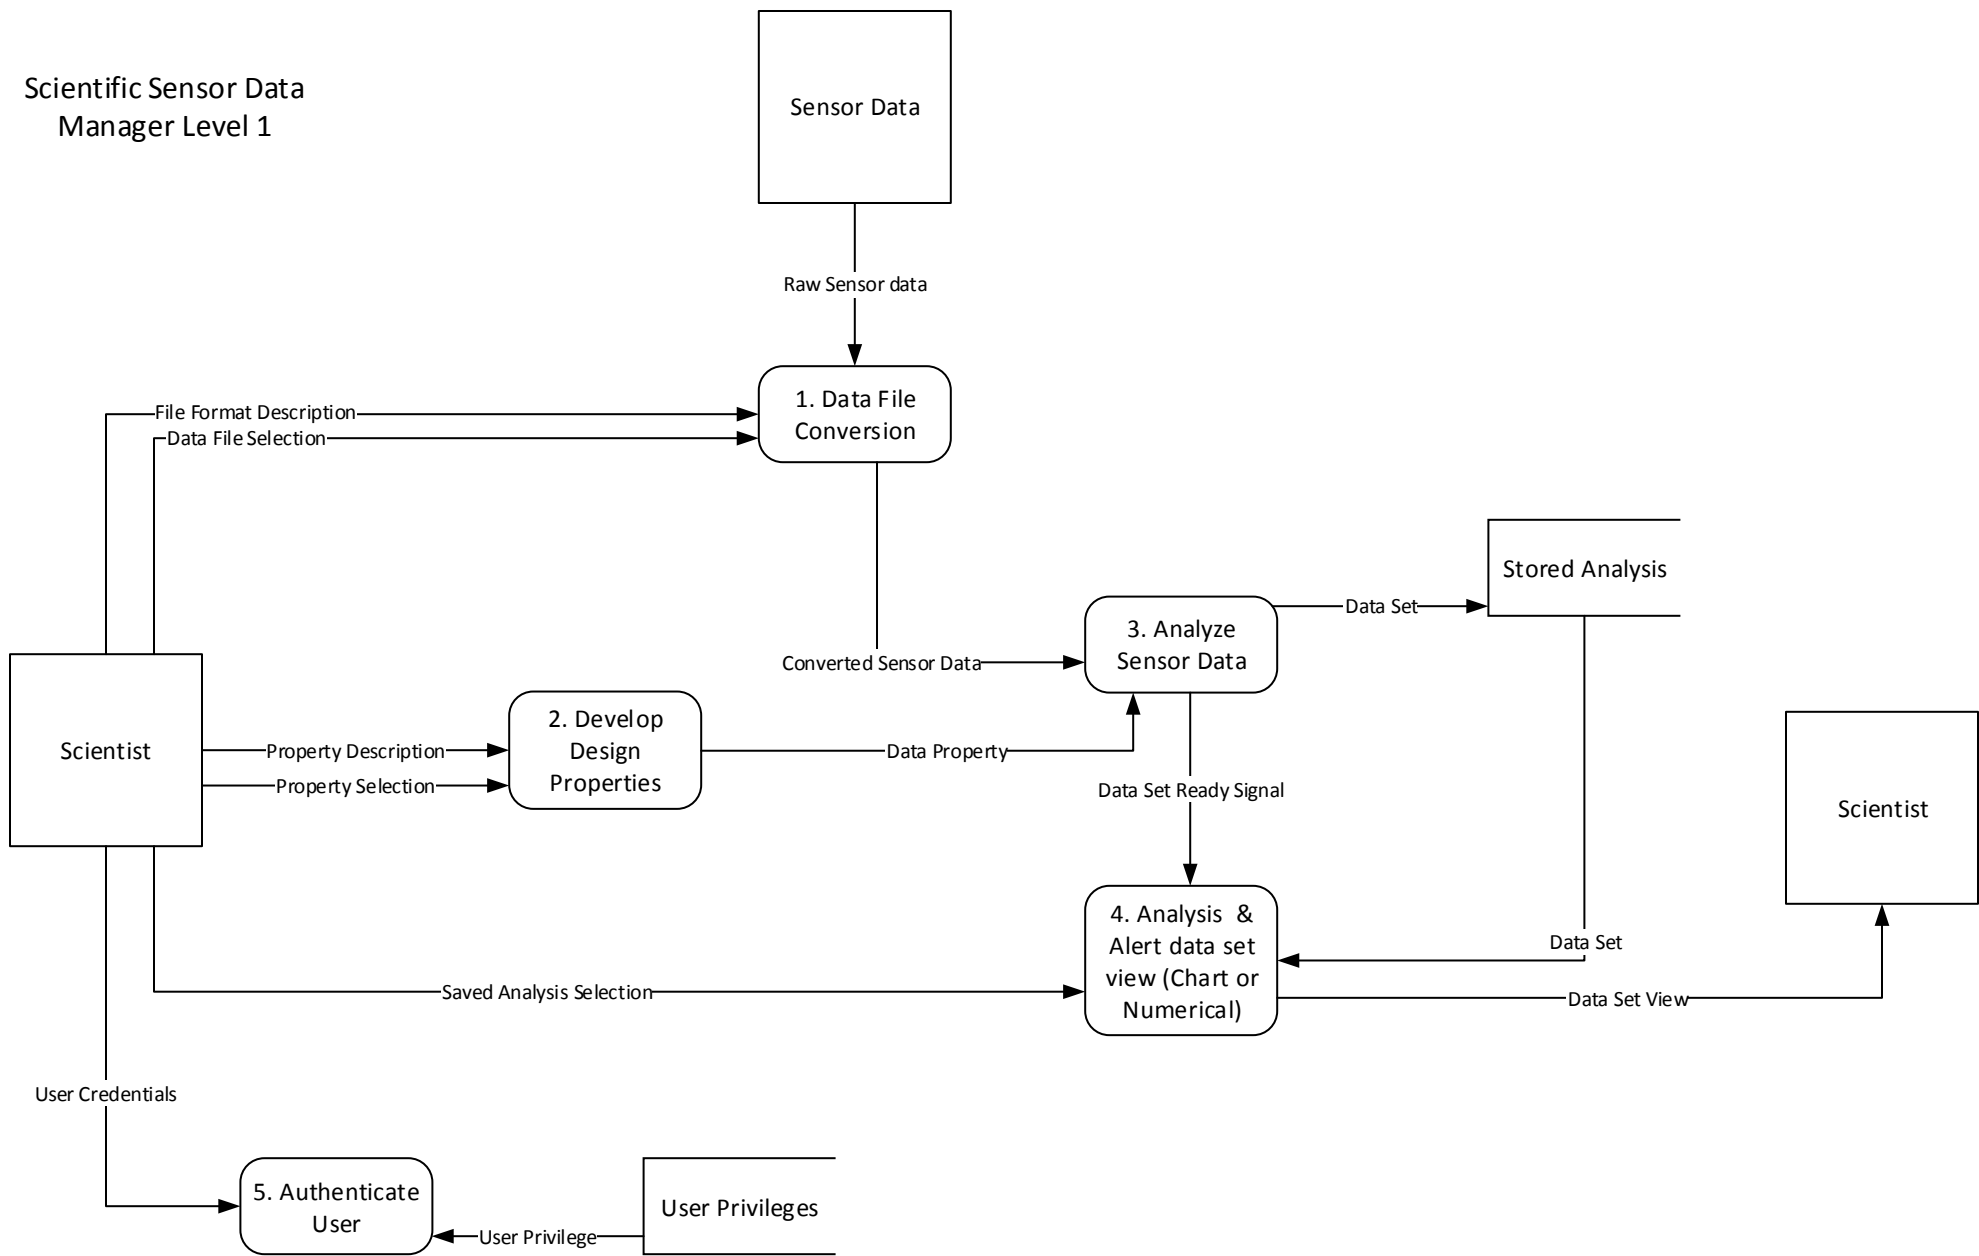 Scientific Sensor Data
Manager Level 1
Sensor Data
Raw Sensor data
1. Data File
Conversion
File Format Description
Data File Selection
Stored Analysis
Data Set
3. Analyze
Sensor Data
Converted Sensor Data
Scientist
Property Description
Property Selection
2. Develop
Design
Properties
Data Property
Data Set Ready Signal
Scientist
4. Analysis & 
Alert data set
view (Chart or
Numerical)
Data Set
Saved Analysis Selection
Data Set View
User Credentials
5. Authenticate
User
User Privilege
User Privileges